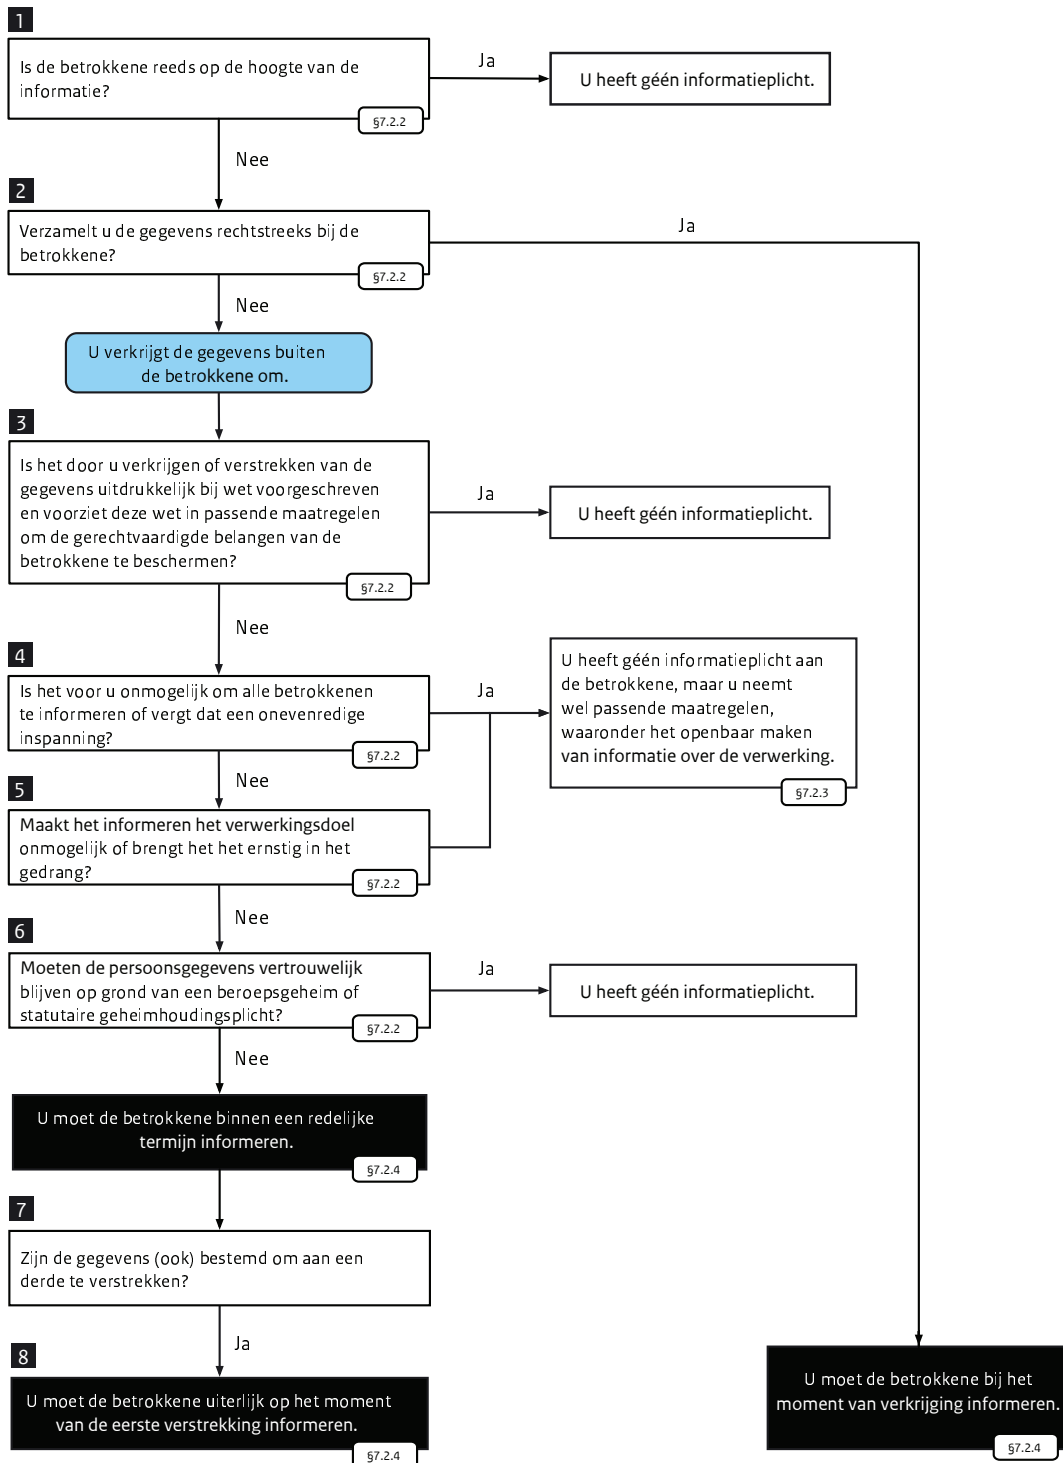 1
Is de betrokkene reeds op de hoogte van de
informatie?
§7.2.2
Ja
U heeft géén informatieplicht.
Nee
2
Verzamelt u de gegevens rechtstreeks bij de
betrokkene?
§7.2.2
Ja
Nee
U verkrijgt de gegevens buiten
de betrokkene om.
3
Is het door u verkrijgen of verstrekken van de
gegevens uitdrukkelijk bij wet voorgeschreven
en voorziet deze wet in passende maatregelen
om de gerechtvaardigde belangen van de
betrokkene te beschermen?
§7.2.2
Ja
U heeft géén informatieplicht.
Nee
4
Is het voor u onmogelijk om alle betrokkenen
te informeren of vergt dat een onevenredige
inspanning?
§7.2.2
Ja
U heeft géén informatieplicht aan
de betrokkene, maar u neemt
wel passende maatregelen,
waaronder het openbaar maken
van informatie over de verwerking.
§7.2.3
Nee
5
Maakt het informeren het verwerkingsdoel
onmogelijk of brengt het het ernstig in het
gedrang?
§7.2.2
Nee
6
Moeten de persoonsgegevens vertrouwelijk
blijven op grond van een beroepsgeheim of
statutaire geheimhoudingsplicht?
§7.2.2
Ja
U heeft géén informatieplicht.
Nee
U moet de betrokkene binnen een redelijke
termijn informeren.
§7.2.4
7
Zijn de gegevens (ook) bestemd om aan een
derde te verstrekken?
Ja
8
U moet de betrokkene uiterlijk op het moment
van de eerste verstrekking informeren.
§7.2.4
U moet de betrokkene bij het
moment van verkrijging informeren.
§7.2.4